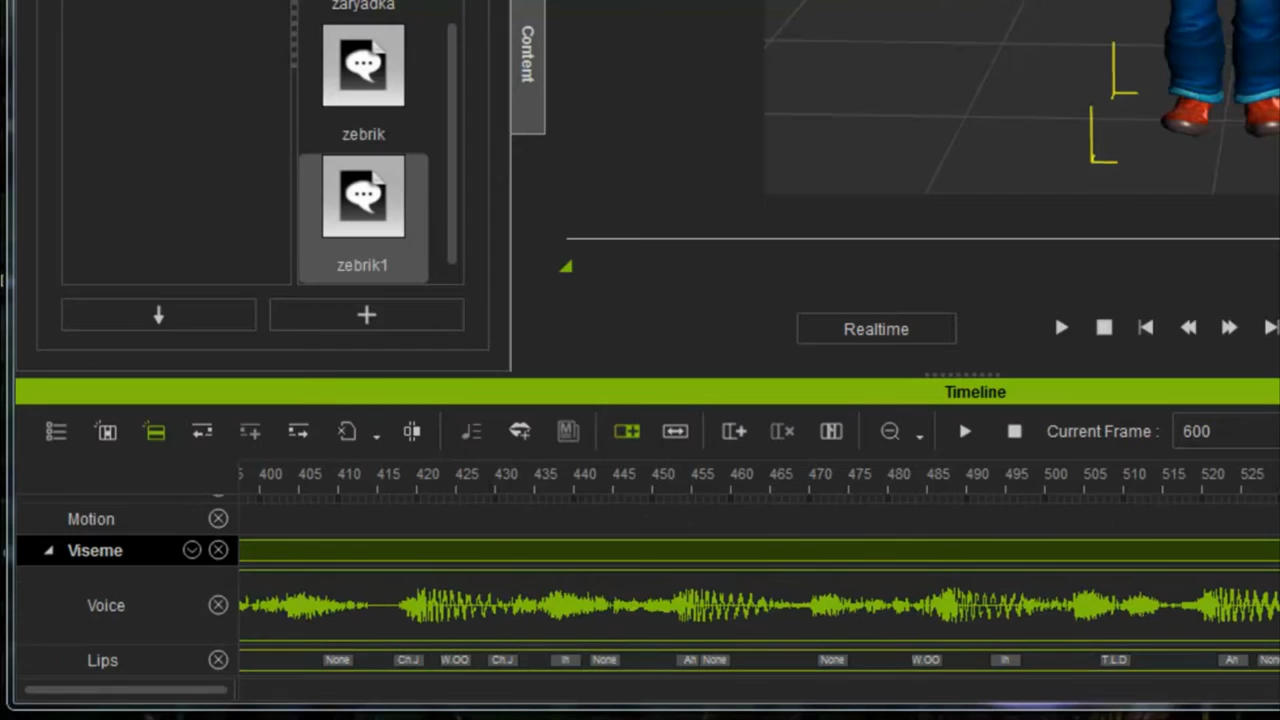 zaryadka
Content
zebrik
zebrik1
Realtime
Timeline
Current Frame : 600
5 400 405 410 415 420 425 430 435 440 445 450 455 460 465 470 475 480 485 490 495 500 505 510 515 520 525
Motion
Viseme
Voice
Lips
None Ch.J W.OO Ch.J Ih None Ah None None W.OO Ih T.L.D Ah Non